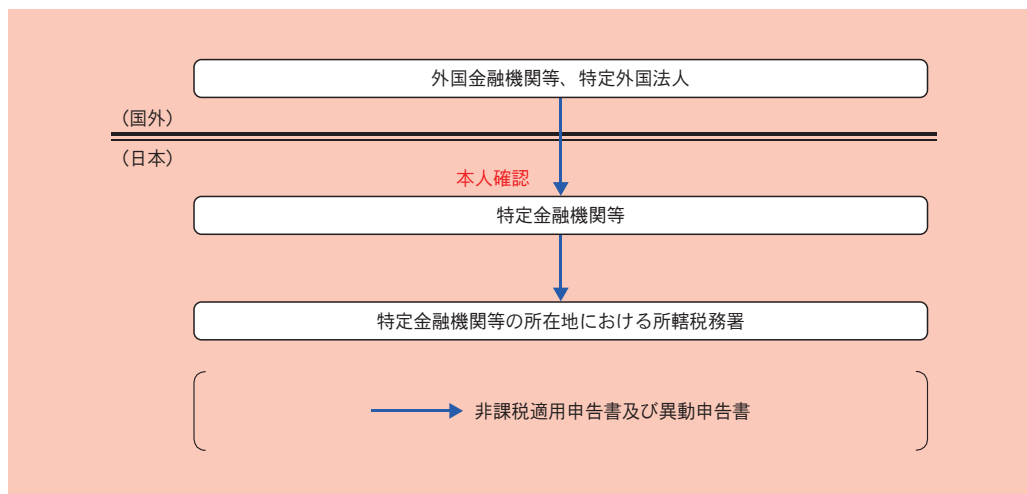 外国金融機関等、特定外国法人
（国外）
（日本）
本人確認
特定金融機関等
特定金融機関等の所在地における所轄税務署
非課税適用申告書及び異動申告書